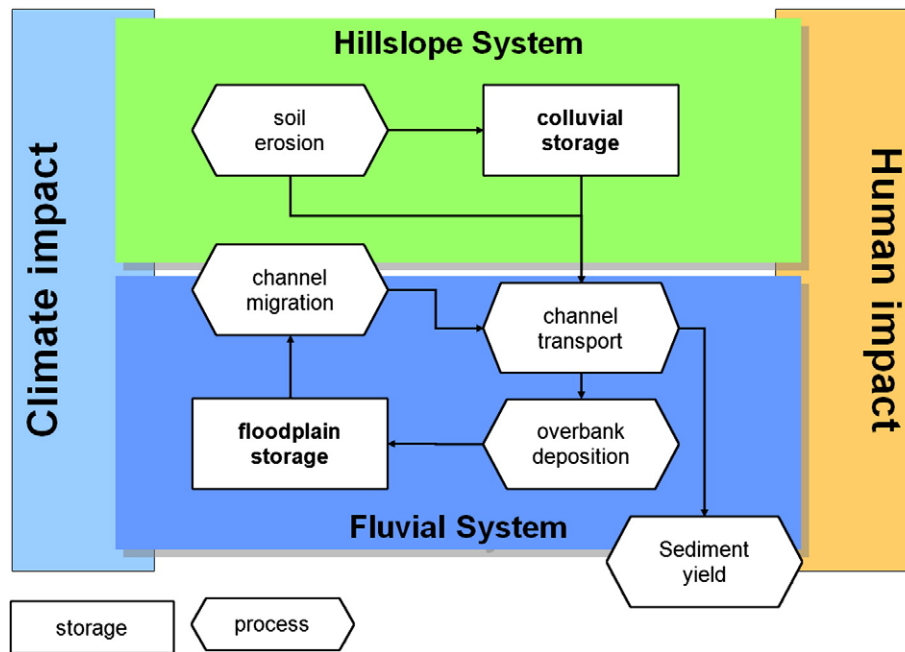 Hillslope System
soil
erosion
colluvial
storage
Climate impact
Human impact
channel
migration
channel
transport
floodplain
storage
overbank
deposition
Fluvial System
Sediment
yield
storage
process